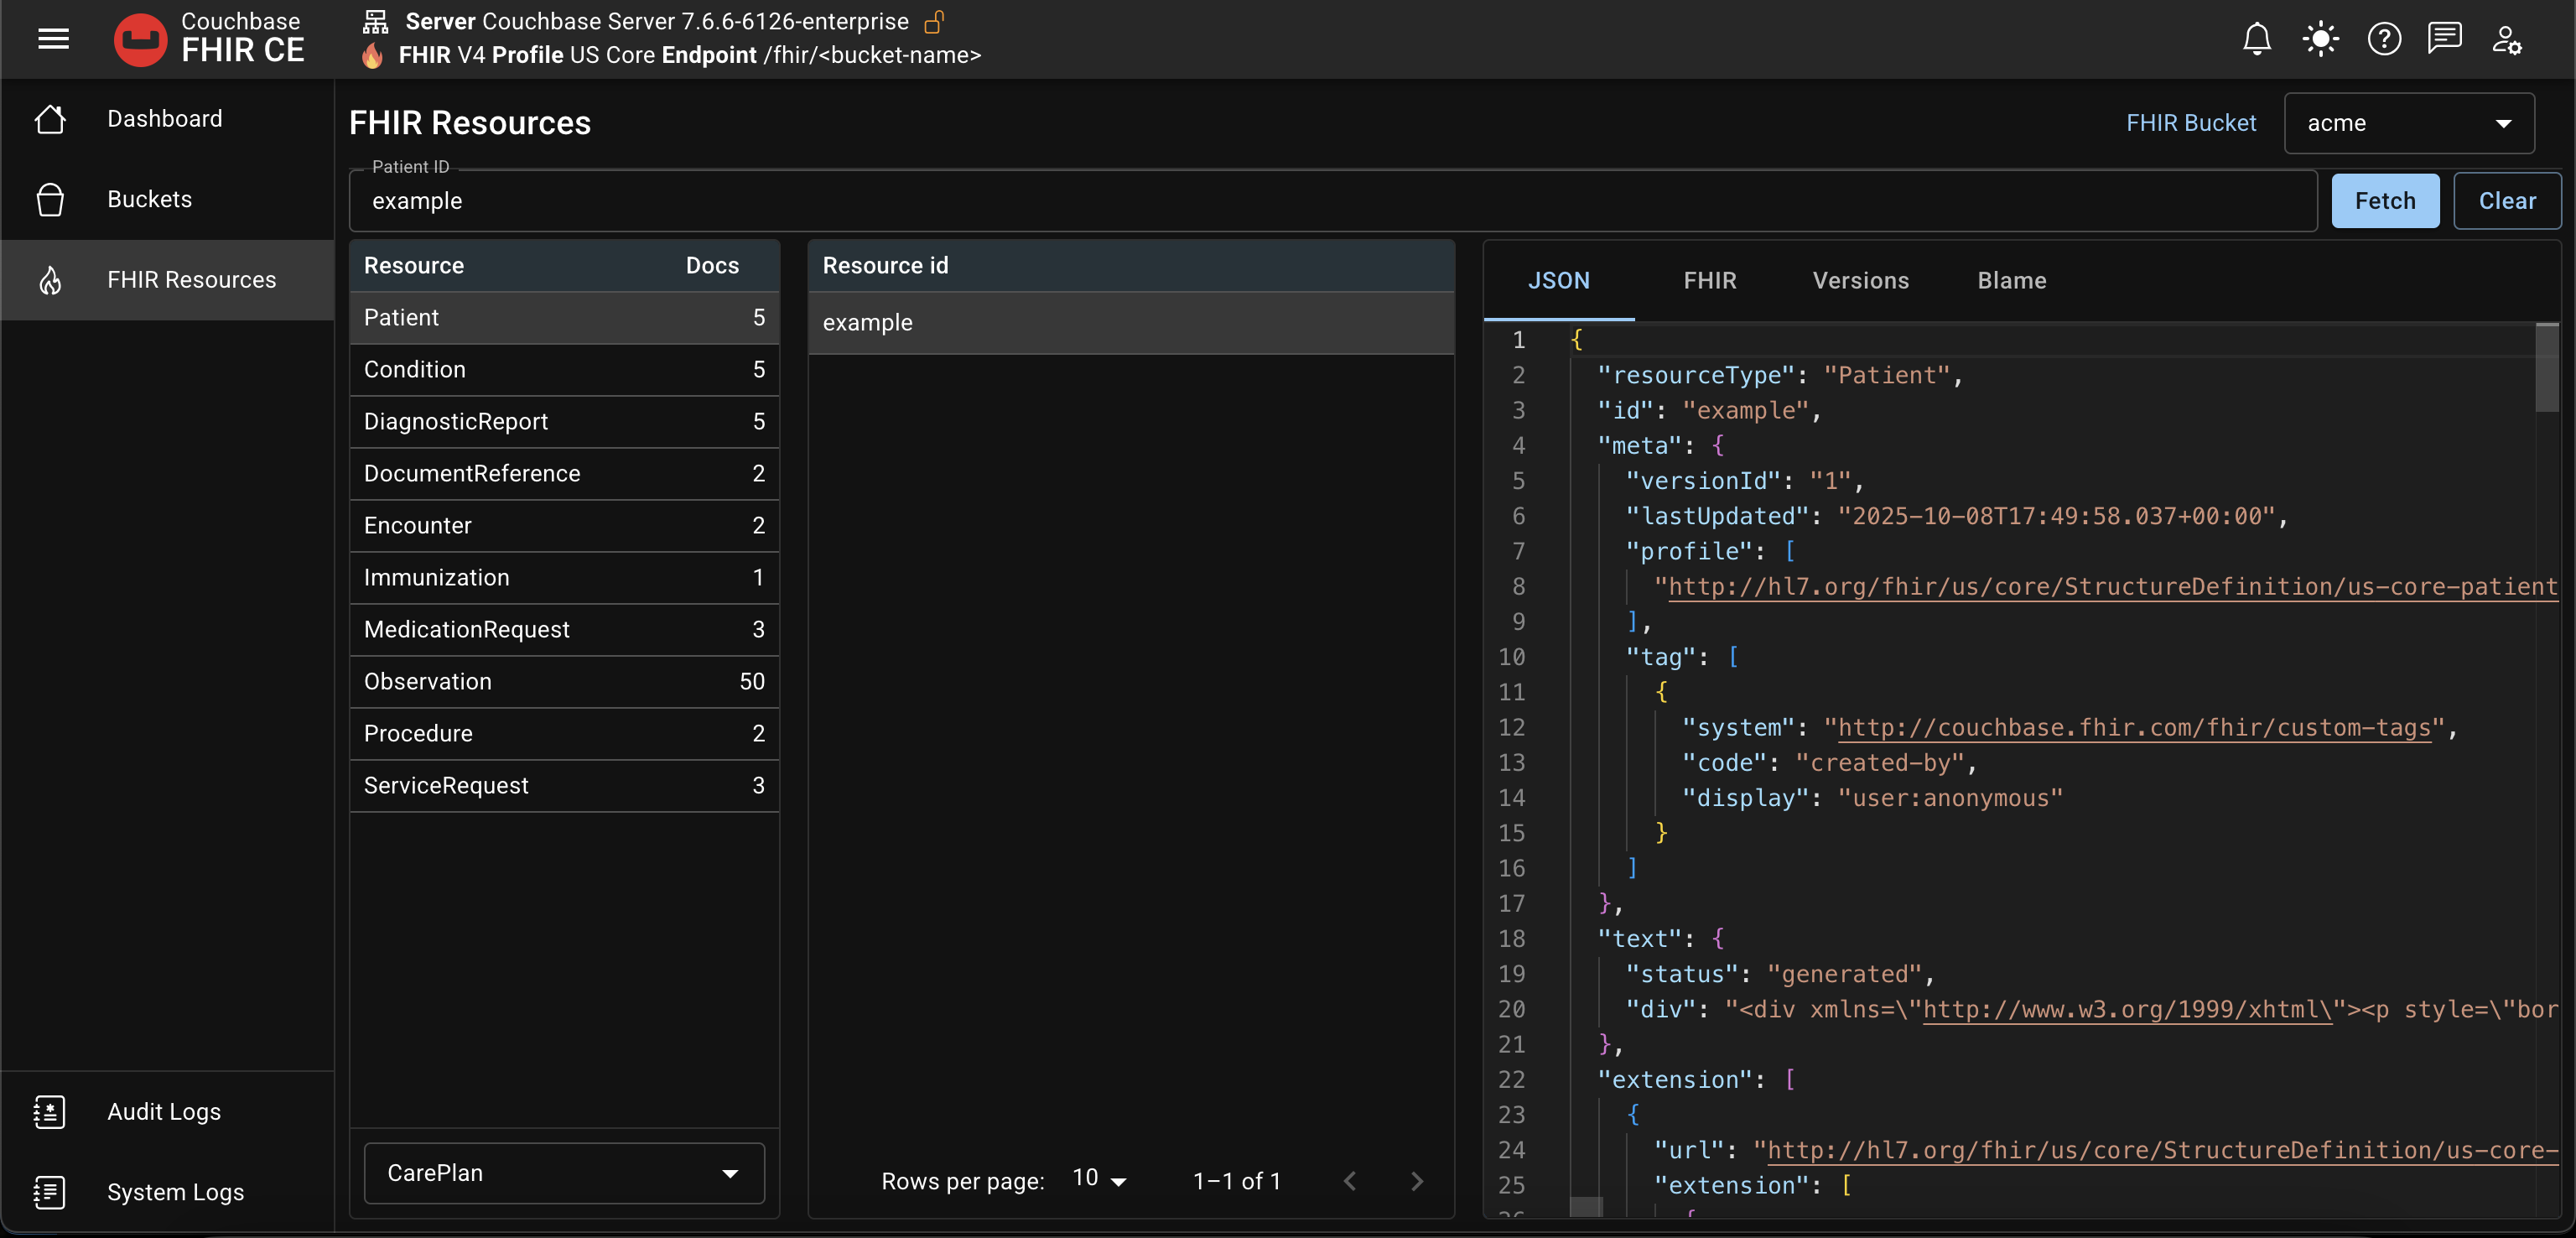 Couchbase
FHIR CE
Server Couchbase Server 7.6.6-6126-enterprise
FHIR V4 Profile US Core Endpoint /fhir/<bucket-name>
Dashboard
Buckets
FHIR Resources
Audit Logs
System Logs
FHIR Resources
FHIR Bucket
acme
Patient ID
example
Fetch
Clear
Resource Docs
Patient 5
Condition 5
DiagnosticReport 5
DocumentReference 2
Encounter 2
Immunization 1
MedicationRequest 3
Observation 50
Procedure 2
ServiceRequest 3
CarePlan
Resource id
example
Rows per page: 10 1–1 of 1
JSON FHIR Versions Blame
1 {
2 "resourceType": "Patient",
3 "id": "example",
4 "meta": {
5 "versionId": "1",
6 "lastUpdated": "2025-10-08T17:49:58.037+00:00",
7 "profile": [
8 "http://hl7.org/fhir/us/core/StructureDefinition/us-core-patient
9 ],
10 "tag": [
11 {
12 "system": "http://couchbase.fhir.com/fhir/custom-tags",
13 "code": "created-by",
14 "display": "user:anonymous"
15 }
16 ]
17 },
18 "text": {
19 "status": "generated",
20 "div": "<div xmlns=\"http://www.w3.org/1999/xhtml\"><p style=\"bor
21 },
22 "extension": [
23 {
24 "url": "http://hl7.org/fhir/us/core/StructureDefinition/us-core-
25 "extension": [